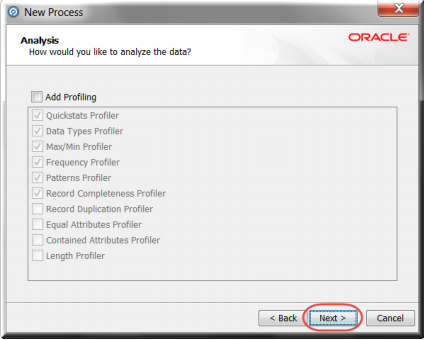 New Process
Analysis
How would you like to analyze the data?
ORACLE
Add Profiling
Quickstats Profiler
Data Types Profiler
Max/Min Profiler
Frequency Profiler
Patterns Profiler
Record Completeness Profiler
Record Duplication Profiler
Equal Attributes Profiler
Contained Attributes Profiler
Length Profiler
< Back Next > Cancel